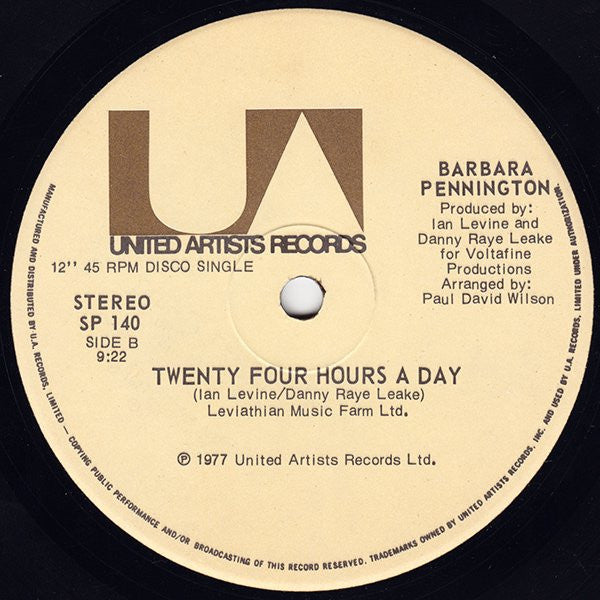 UA
UNITED ARTISTS RECORDS
12'' 45 RPM DISCO SINGLE
STEREO
SP 140
SIDE B
9:22
BARBARA
PENNINGTON
Produced by:
Ian Levine and
Danny Raye Leake
for Voltafine
Productions
Arranged by:
Paul David Wilson
TWENTY FOUR HOURS A DAY
(Ian Levine/Danny Raye Leake)
Leviathian Music Farm Ltd.
℗ 1977 United Artists Records Ltd.
MANUFACTURED AND DISTRIBUTED BY U.A. RECORDS, LIMITED — COPYING PUBLIC PERFORMANCE AND/OR BROADCASTING OF THIS RECORD RESERVED. TRADEMARKS OWNED BY UNITED ARTISTS RECORDS, INC. AND USED BY U.A. RECORDS, LIMITED UNDER AUTHORIZATION.